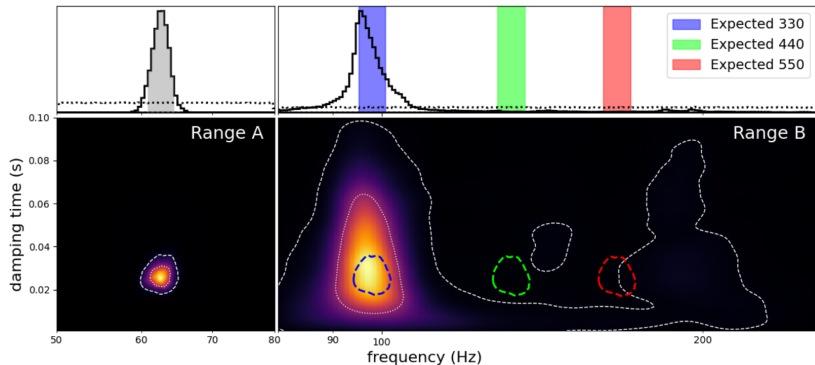 Expected 330
Expected 440
Expected 550
Range A
Range B
damping time (s)
0.10
0.08
0.06
0.04
0.02
50
60
70
80
100
200
frequency (Hz)